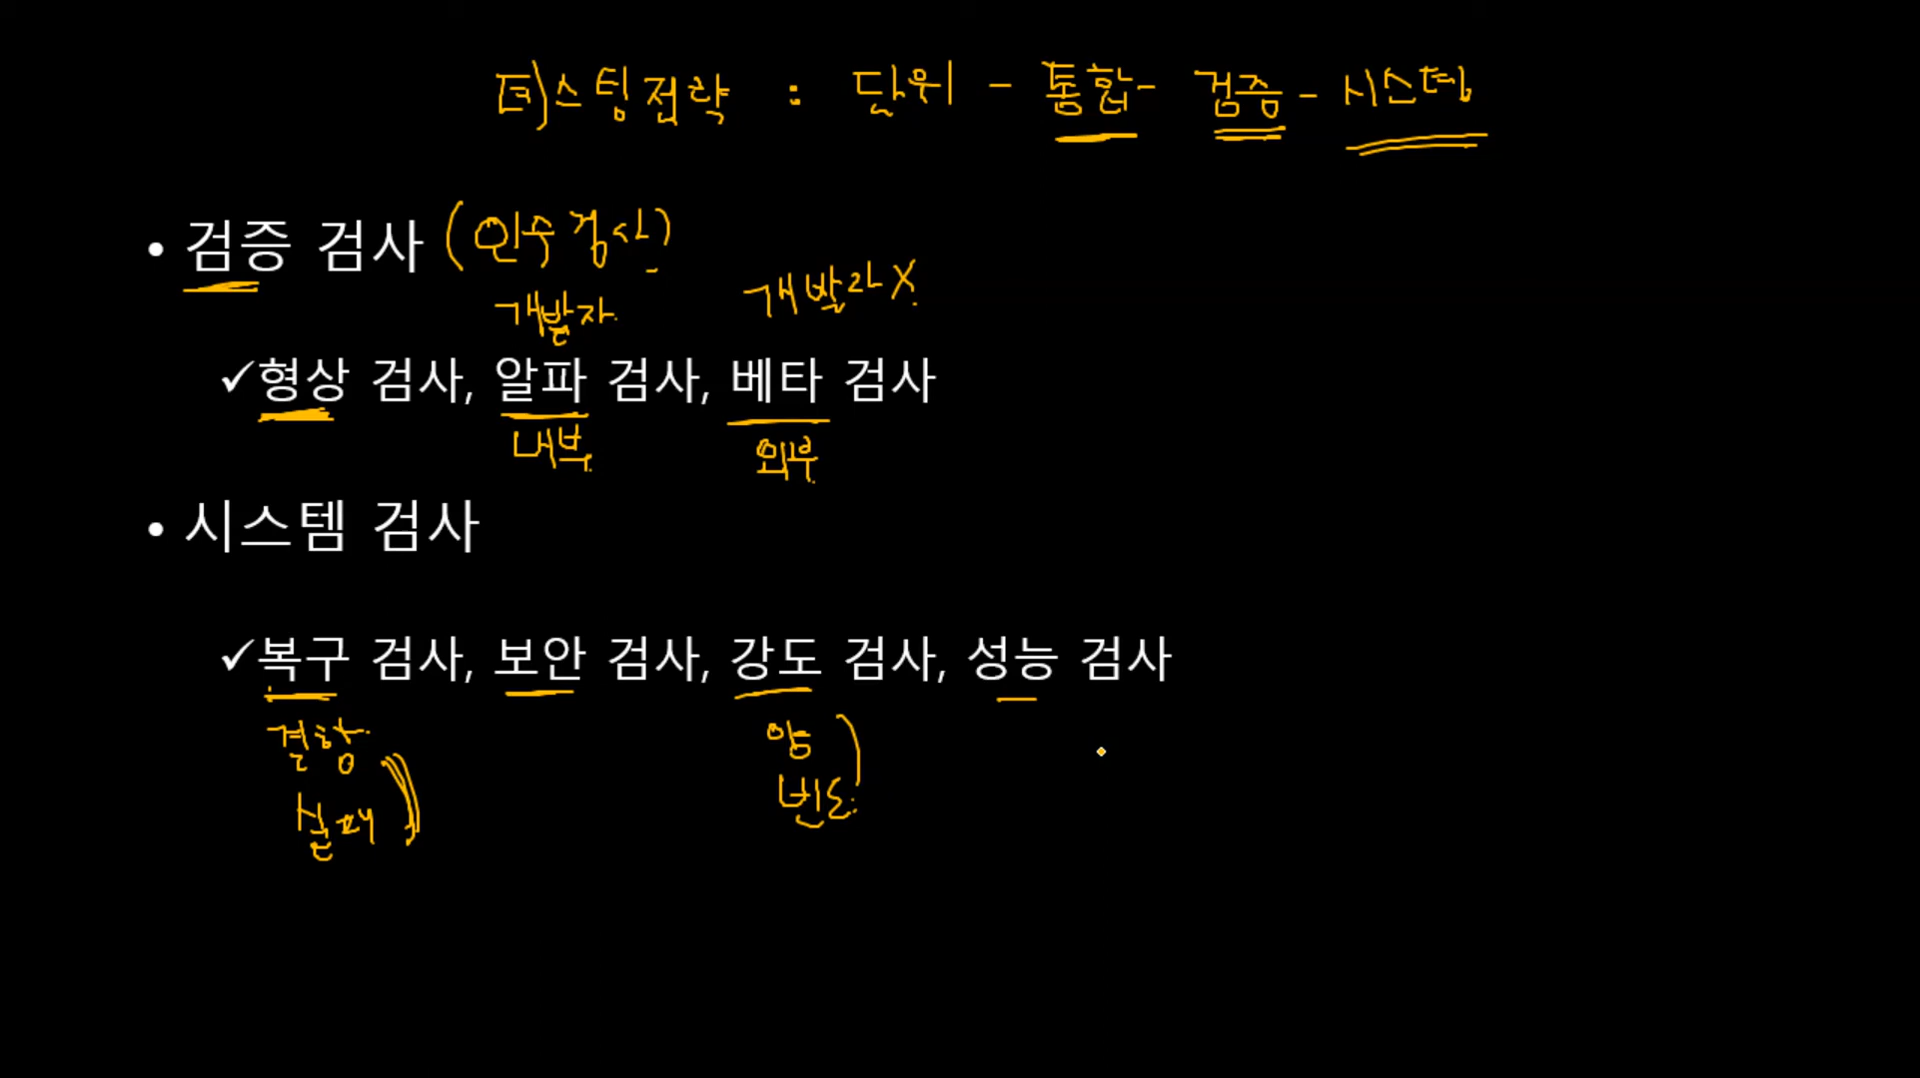 테스팅전략 : 단위 - 통합 - 검증 - 시스템
• 검증 검사 (인수검사)
개발자 개발자X
✓형상 검사, 알파 검사, 베타 검사
내부 외부
• 시스템 검사
✓복구 검사, 보안 검사, 강도 검사, 성능 검사
결함 양
실패 빈도